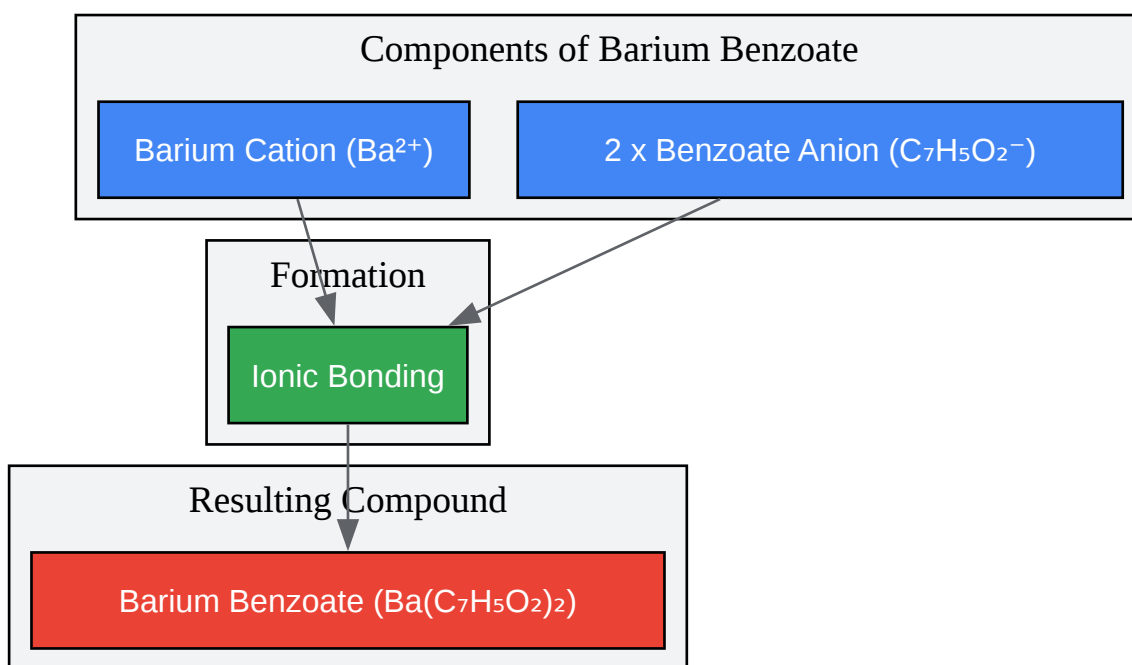 Components of Barium Benzoate
Barium Cation (Ba²⁺)
2 x Benzoate Anion (C₇H₅O₂⁻)
Formation
Ionic Bonding
Resulting Compound
Barium Benzoate (Ba(C₇H₅O₂)₂)